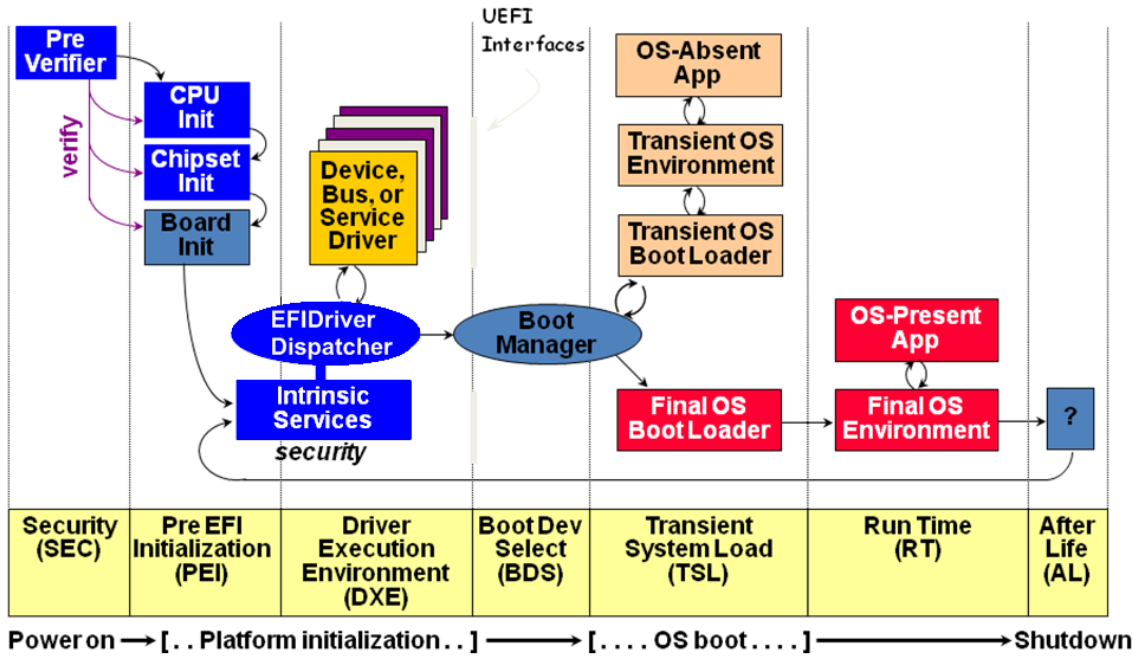 UEFI
Interfaces
Pre
Verifier
verify
CPU
Init
Chipset
Init
Board
Init
Device,
Bus, or
Service
Driver
EFIDriver
Dispatcher
Intrinsic
Services
security
Boot
Manager
OS-Absent
App
Transient OS
Environment
Transient OS
Boot Loader
Final OS
Boot Loader
OS-Present
App
Final OS
Environment
?
Security
(SEC)
Pre EFI
Initialization
(PEI)
Driver
Execution
Environment
(DXE)
Boot Dev
Select
(BDS)
Transient
System Load
(TSL)
Run Time
(RT)
After
Life
(AL)
Power on [ . . Platform initialization . . ] [ . . . . OS boot . . . . ] Shutdown